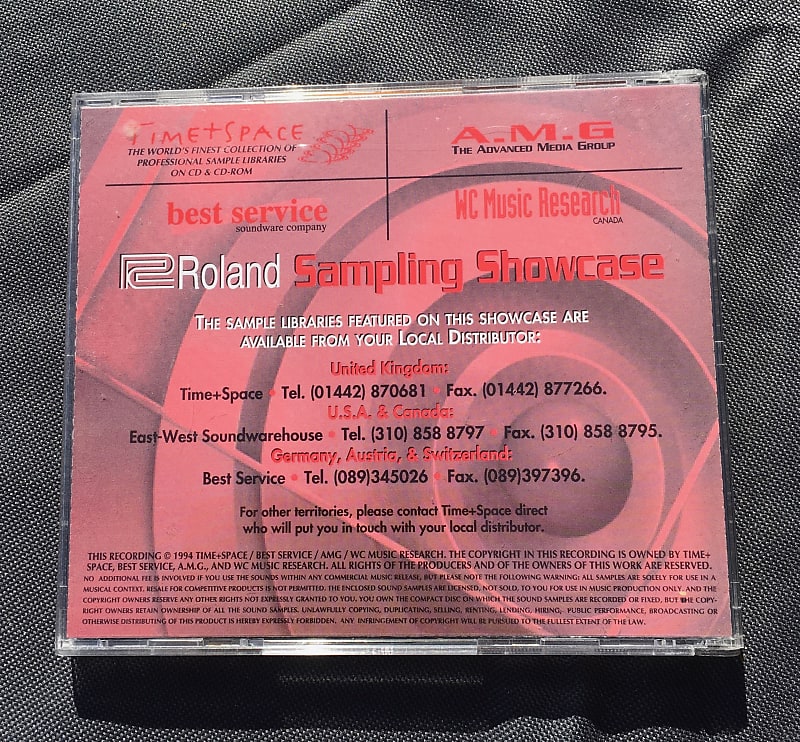 TIME+SPACE
THE WORLD'S FINEST COLLECTION OF
PROFESSIONAL SAMPLE LIBRARIES
ON CD & CD-ROM
A.M.G
THE ADVANCED MEDIA GROUP
best service
soundware company
WC Music Research
CANADA
Roland Sampling Showcase
THE SAMPLE LIBRARIES FEATURED ON THIS SHOWCASE ARE
AVAILABLE FROM YOUR LOCAL DISTRIBUTOR:
United Kingdom:
Time+Space • Tel. (01442) 870681 • Fax. (01442) 877266.
U.S.A. & Canada:
East-West Soundwarehouse • Tel. (310) 858 8797 • Fax. (310) 858 8795.
Germany, Austria, & Switzerland:
Best Service • Tel. (089)345026 • Fax. (089)397396.
For other territories, please contact Time+Space direct
who will put you in touch with your local distributor.
THIS RECORDING © 1994 TIME+SPACE / BEST SERVICE / AMG / WC MUSIC RESEARCH. THE COPYRIGHT IN THIS RECORDING IS OWNED BY TIME+
SPACE, BEST SERVICE, A.M.G., AND WC MUSIC RESEARCH. ALL RIGHTS OF THE PRODUCERS AND OF THE OWNERS OF THIS WORK ARE RESERVED.
NO ADDITIONAL FEE IS INVOLVED IF YOU USE THE SOUNDS WITHIN ANY COMMERCIAL MUSIC RELEASE, BUT PLEASE NOTE THE FOLLOWING WARNING: ALL SAMPLES ARE SOLELY FOR USE IN A
MUSICAL CONTEXT. RESALE FOR COMPETITIVE PRODUCTS IS NOT PERMITTED. THE ENCLOSED SOUND SAMPLES ARE LICENSED, NOT SOLD, TO YOU FOR USE IN MUSIC PRODUCTION ONLY, AND THE
COPYRIGHT OWNERS RESERVE ANY OTHER RIGHTS NOT EXPRESSLY GRANTED TO YOU. YOU OWN THE COMPACT DISC ON WHICH THE SOUND SAMPLES ARE RECORDED OR FIXED, BUT THE COPY-
RIGHT OWNERS RETAIN OWNERSHIP OF ALL THE SOUND SAMPLES. UNLAWFULLY COPYING, DUPLICATING, SELLING, RENTING, LENDING, HIRING, PUBLIC PERFORMANCE, BROADCASTING OR
OTHERWISE DISTRIBUTING OF THIS PRODUCT IS HEREBY EXPRESSLY FORBIDDEN. ANY INFRINGEMENT OF COPYRIGHT WILL BE PURSUED TO THE FULLEST EXTENT OF THE LAW.